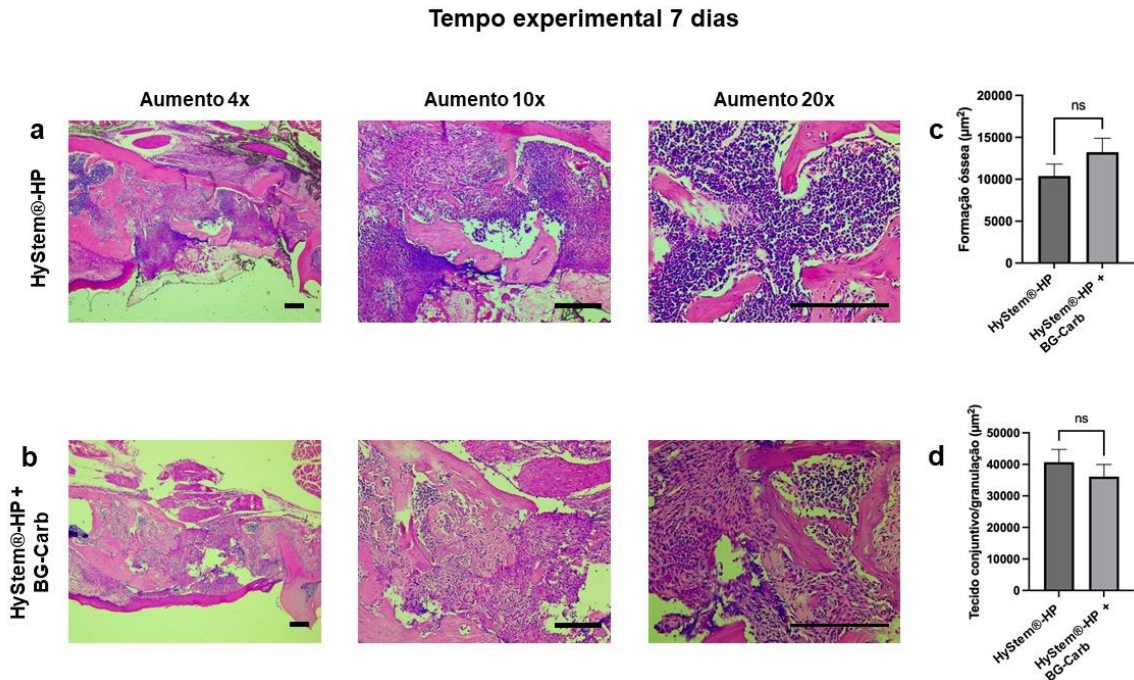 Tempo experimental 7 dias
Aumento 4x
Aumento 10x
Aumento 20x
a
HyStem®-HP
c
Formação óssea (µm²)
20000
15000
10000
5000
0
ns
HyStem®-HP
HyStem®-HP +
BG-Carb
b
HyStem®-HP +
BG-Carb
d
Tecido conjuntivo/granulação (µm²)
50000
40000
30000
20000
10000
0
ns
HyStem®-HP
HyStem®-HP +
BG-Carb